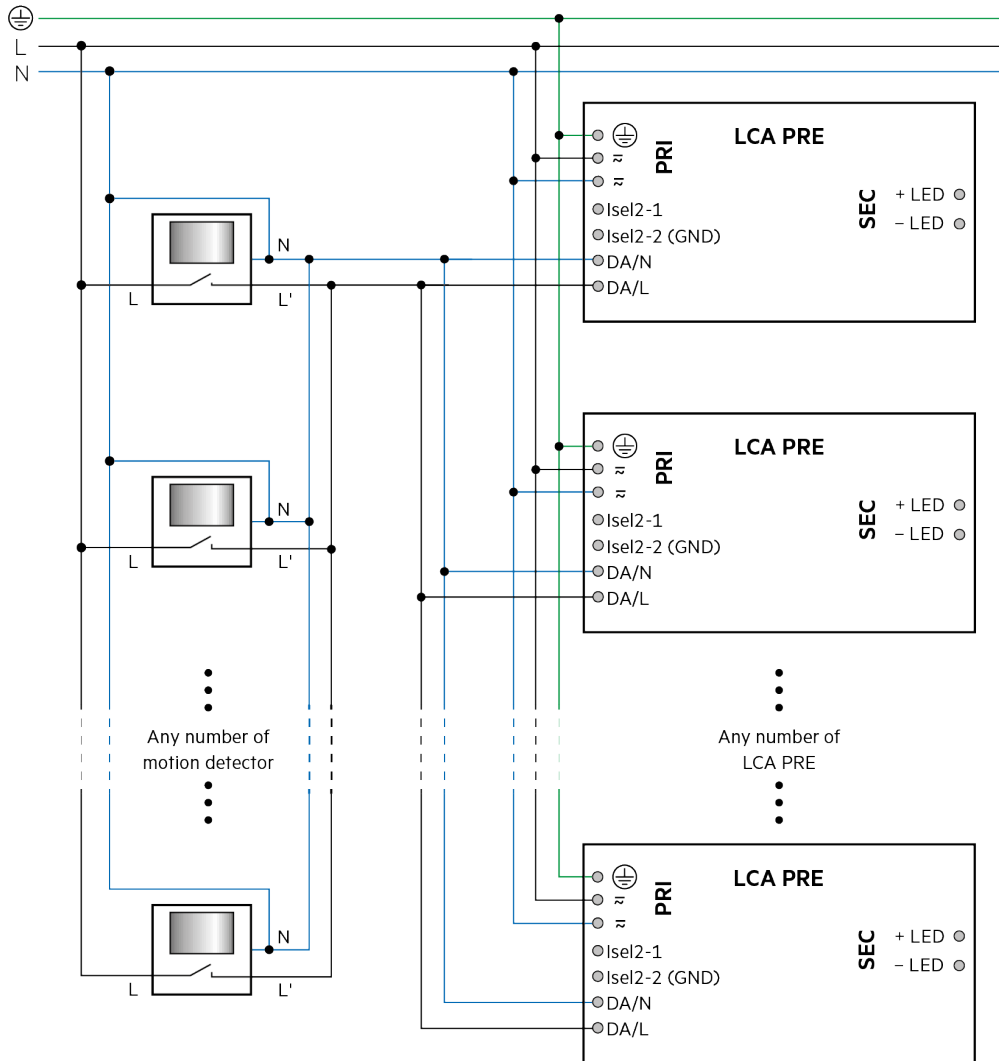 L
N
LCA PRE
PRI
≂
≂
SEC
+ LED
– LED
Isel2-1
Isel2-2 (GND)
DA/N
DA/L
N
L
L'
LCA PRE
PRI
≂
≂
SEC
+ LED
– LED
Isel2-1
Isel2-2 (GND)
DA/N
DA/L
N
L
L'
Any number of
motion detector
Any number of
LCA PRE
LCA PRE
PRI
≂
≂
SEC
+ LED
– LED
Isel2-1
Isel2-2 (GND)
DA/N
DA/L
N
L
L'